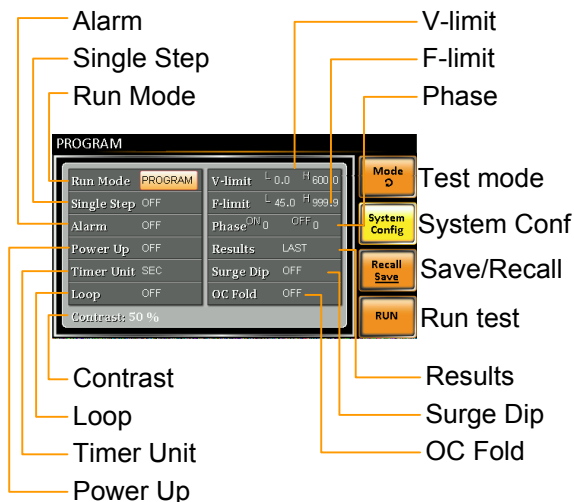 Alarm
Single Step
Run Mode
V-limit
F-limit
Phase
PROGRAM
Run Mode PROGRAM
Single Step OFF
Alarm OFF
Power Up OFF
Timer Unit SEC
Loop OFF
Contrast: 50 %
V-limit L 0.0 H 600.0
F-limit L 45.0 H 999.9
Phase ON 0 OFF 0
Results LAST
Surge Dip OFF
OC Fold OFF
Mode
System
Config
Recall
Save
RUN
Test mode
System Conf
Save/Recall
Run test
Contrast
Loop
Timer Unit
Power Up
Results
Surge Dip
OC Fold